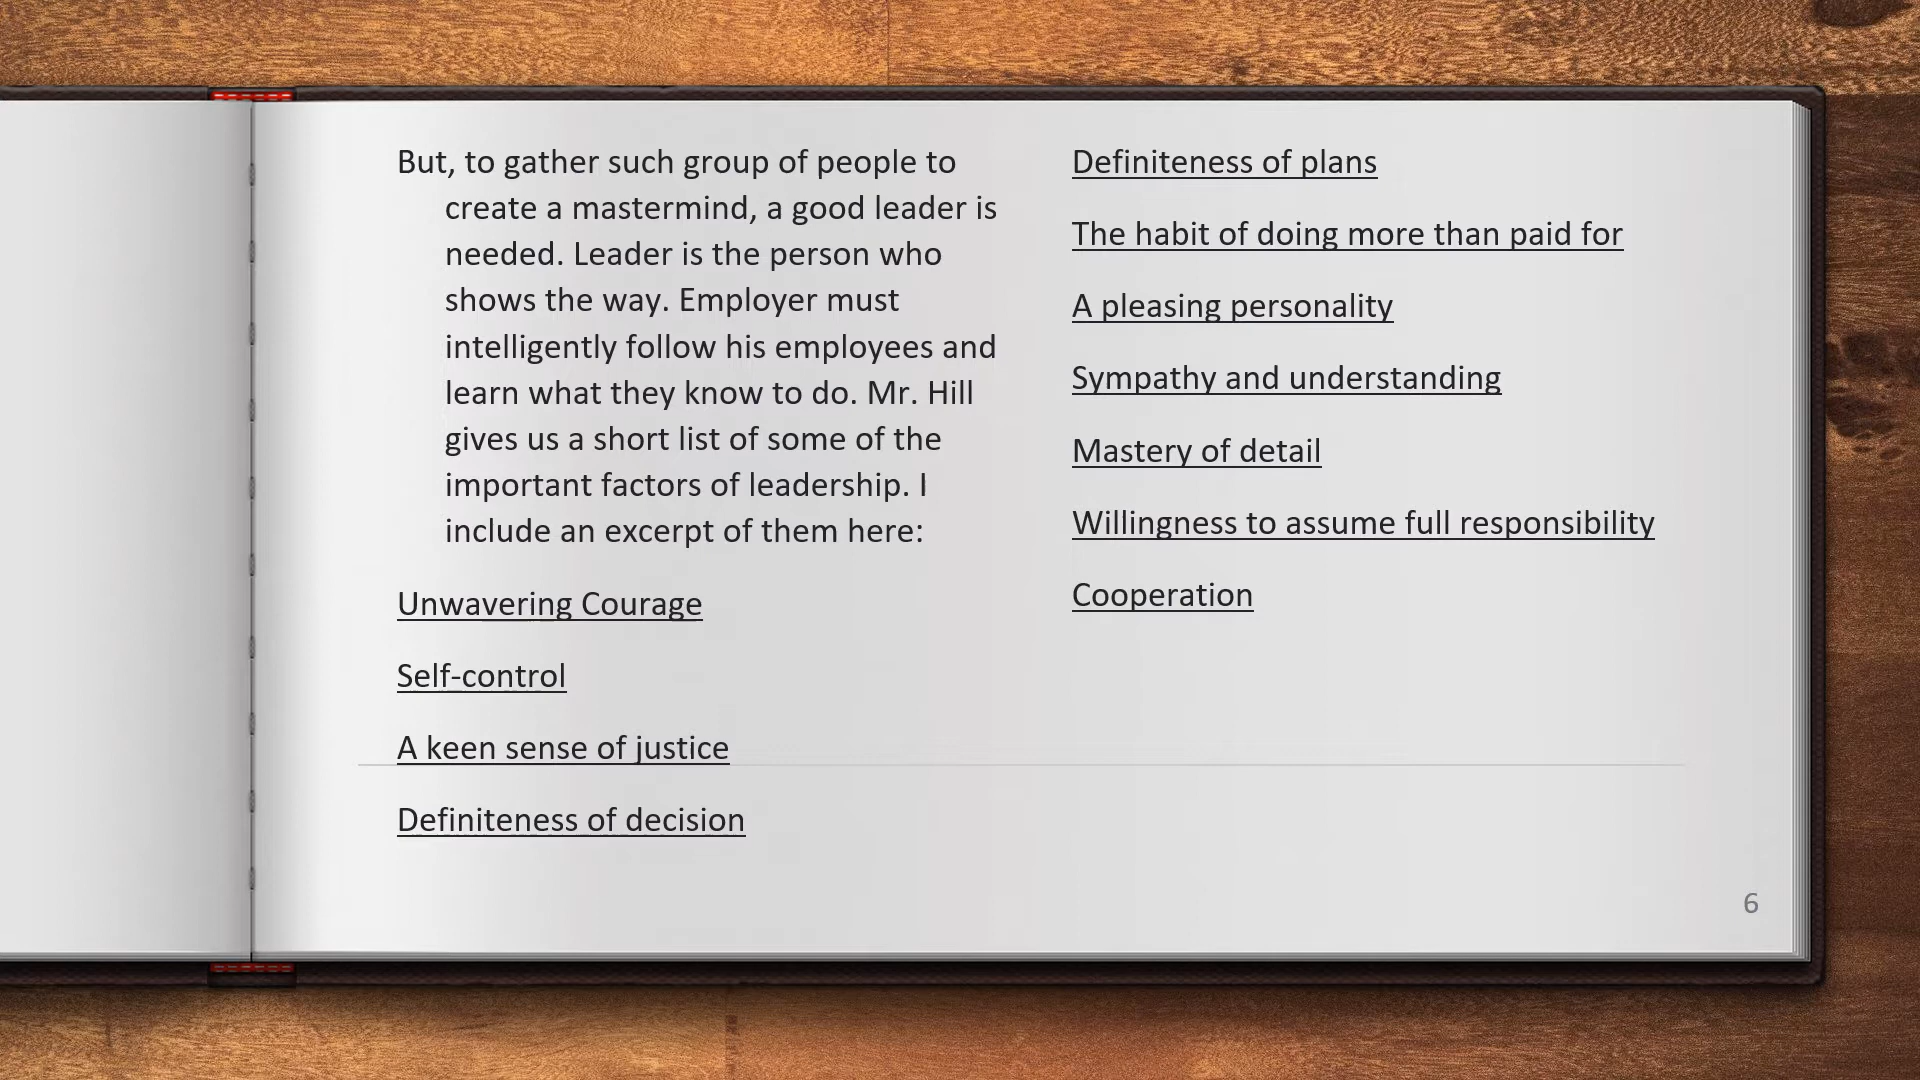 But, to gather such group of people to
create a mastermind, a good leader is
needed. Leader is the person who
shows the way. Employer must
intelligently follow his employees and
learn what they know to do. Mr. Hill
gives us a short list of some of the
important factors of leadership. I
include an excerpt of them here:
Unwavering Courage
Self-control
A keen sense of justice
Definiteness of decision
Definiteness of plans
The habit of doing more than paid for
A pleasing personality
Sympathy and understanding
Mastery of detail
Willingness to assume full responsibility
Cooperation
6